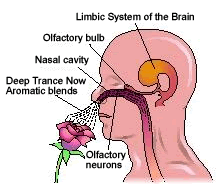 Limbic System of the Brain
Olfactory bulb
Nasal cavity
Deep Trance Now
Aromatic blends
Olfactory
neurons